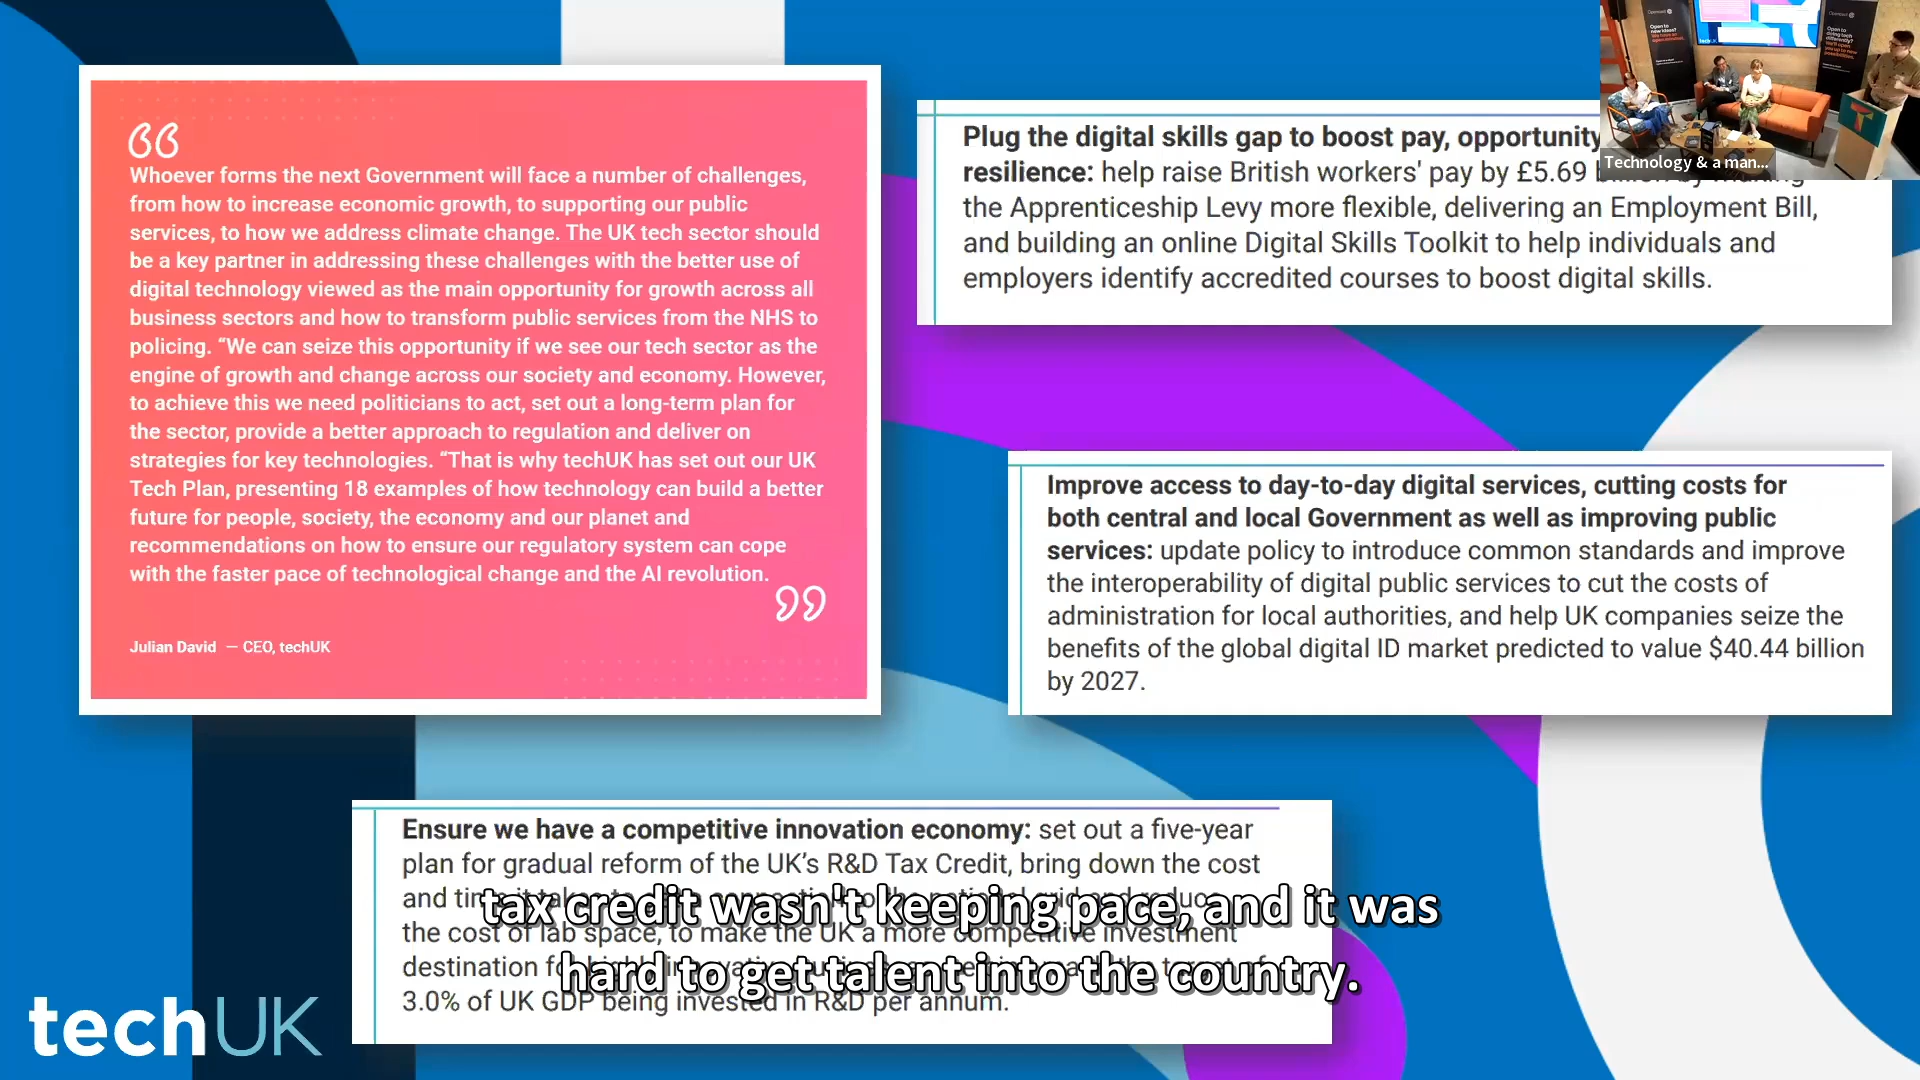 Whoever forms the next Government will face a number of challenges,
from how to increase economic growth, to supporting our public
services, to how we address climate change. The UK tech sector should
be a key partner in addressing these challenges with the better use of
digital technology viewed as the main opportunity for growth across all
business sectors and how to transform public services from the NHS to
policing. “We can seize this opportunity if we see our tech sector as the
engine of growth and change across our society and economy. However,
to achieve this we need politicians to act, set out a long-term plan for
the sector, provide a better approach to regulation and deliver on
strategies for key technologies. “That is why techUK has set out our UK
Tech Plan, presenting 18 examples of how technology can build a better
future for people, society, the economy and our planet and
recommendations on how to ensure our regulatory system can cope
with the faster pace of technological change and the AI revolution.
Julian David — CEO, techUK
Plug the digital skills gap to boost pay, opportunity
resilience: help raise British workers' pay by £5.69
the Apprenticeship Levy more flexible, delivering an Employment Bill,
and building an online Digital Skills Toolkit to help individuals and
employers identify accredited courses to boost digital skills.
Technology & a man...
Improve access to day-to-day digital services, cutting costs for
both central and local Government as well as improving public
services: update policy to introduce common standards and improve
the interoperability of digital public services to cut the costs of
administration for local authorities, and help UK companies seize the
benefits of the global digital ID market predicted to value $40.44 billion
by 2027.
Ensure we have a competitive innovation economy: set out a five-year
plan for gradual reform of the UK’s R&D Tax Credit, bring down the cost
and
the cost of lab space, to make the UK a more competitive investment
destination
3.0% of UK GDP being invested in R&D per annum.
tax credit wasn't keeping pace, and it was
hard to get talent into the country.
techUK